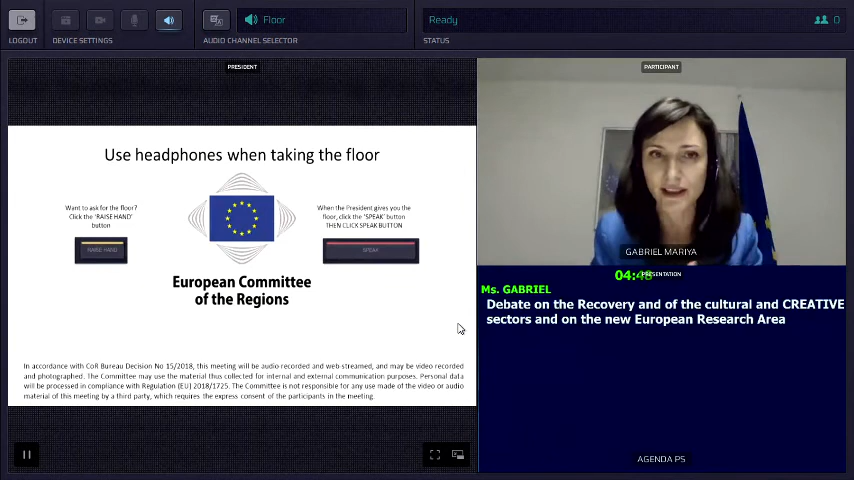 Floor
Ready
0
LOGOUT
DEVICE SETTINGS
AUDIO CHANNEL SELECTOR
STATUS
PRESIDENT
Use headphones when taking the floor
Want to ask for the floor?
Click the 'RAISE HAND'
button
RAISE HAND
When the President gives you the
floor, click the 'SPEAK' button
THEN CLICK SPEAK BUTTON
SPEAK
European Committee
of the Regions
In accordance with CoR Bureau Decision No 15/2018, this meeting will be audio recorded and web-streamed, and may be video recorded
and photographed. The Committee may use the material thus collected for internal and external communication purposes. Personal data
will be processed in compliance with Regulation (EU) 2018/1725. The Committee is not responsible for any use made of the video or audio
material of this meeting by a third party, which requires the express consent of the participants in the meeting.
PARTICIPANT
GABRIEL MARIYA
PRESENTATION
Ms. GABRIEL
Debate on the Recovery and of the cultural and CREATIVE
sectors and on the new European Research Area
AGENDA PS